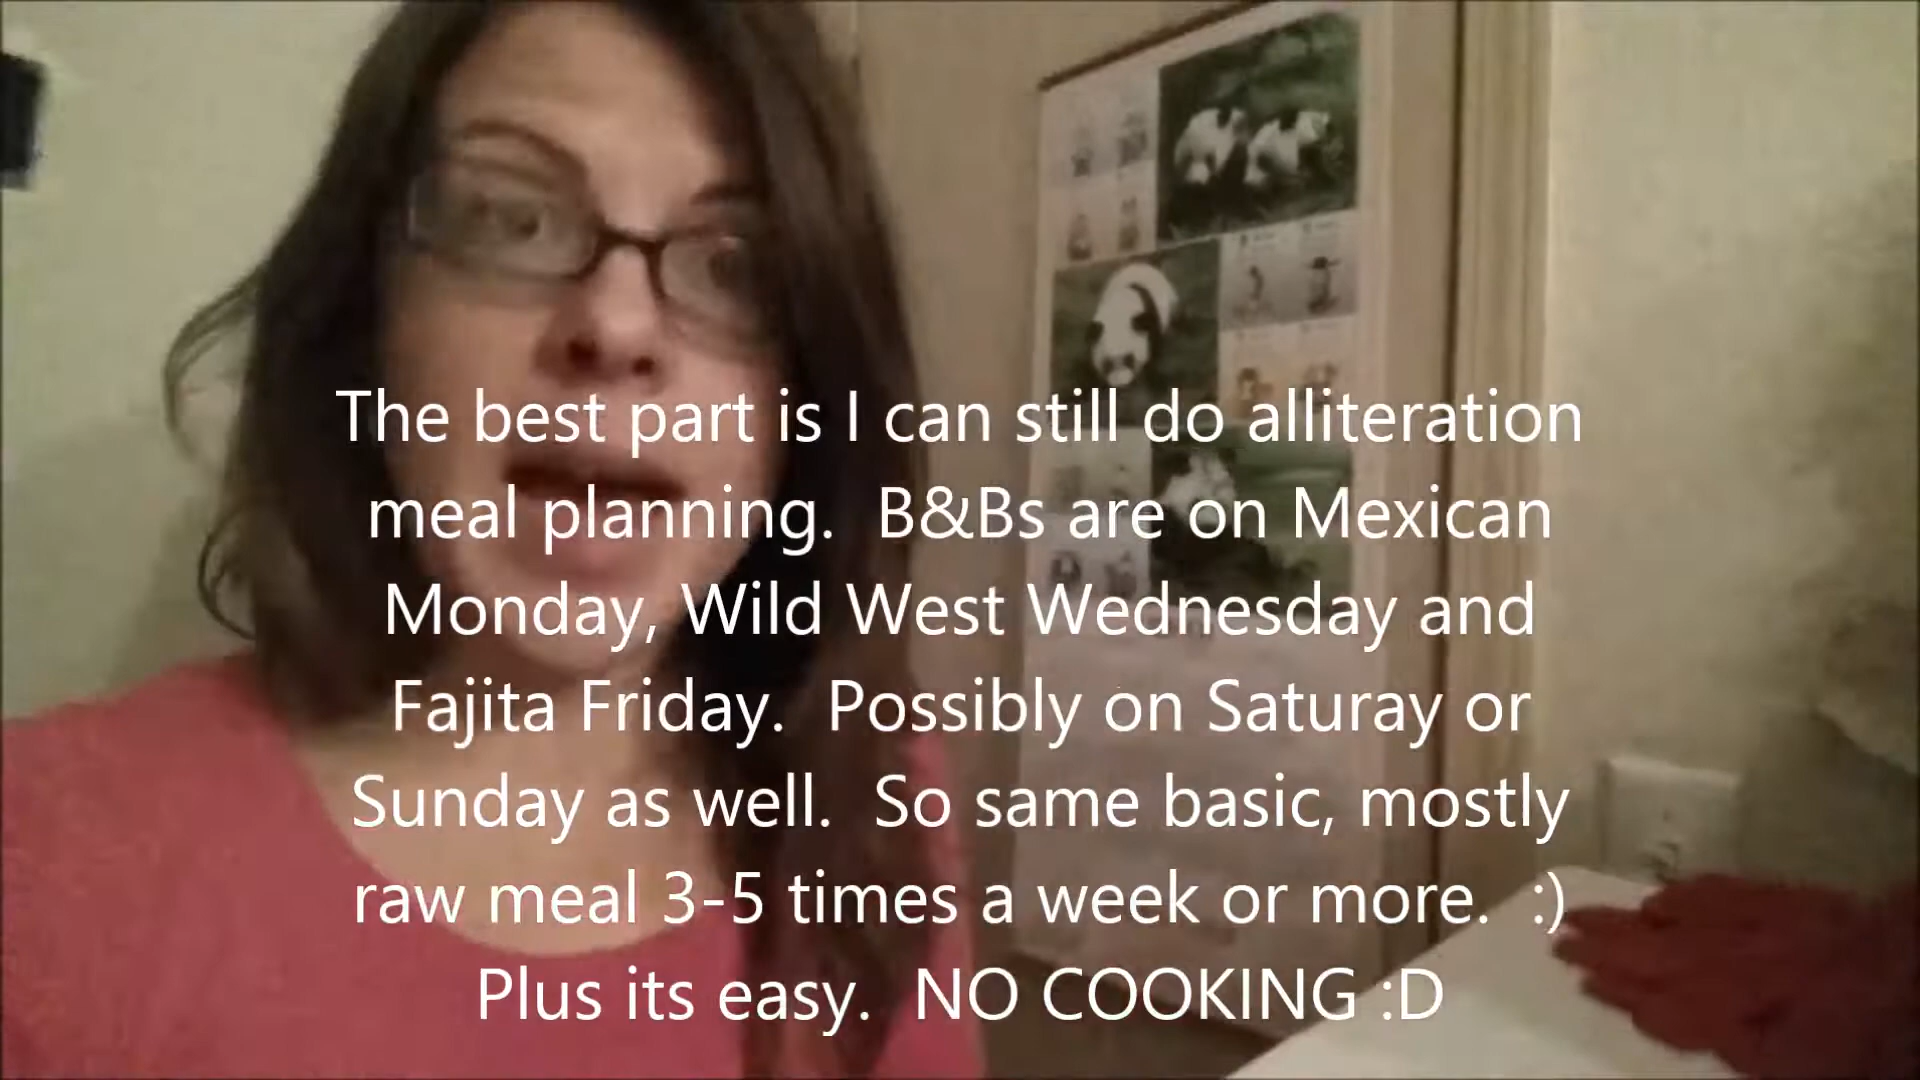 The best part is I can still do alliteration
meal planning.  B&Bs are on Mexican
Monday, Wild West Wednesday and
Fajita Friday.  Possibly on Saturay or
Sunday as well.  So same basic, mostly
raw meal 3-5 times a week or more.  :)
Plus its easy.  NO COOKING :D